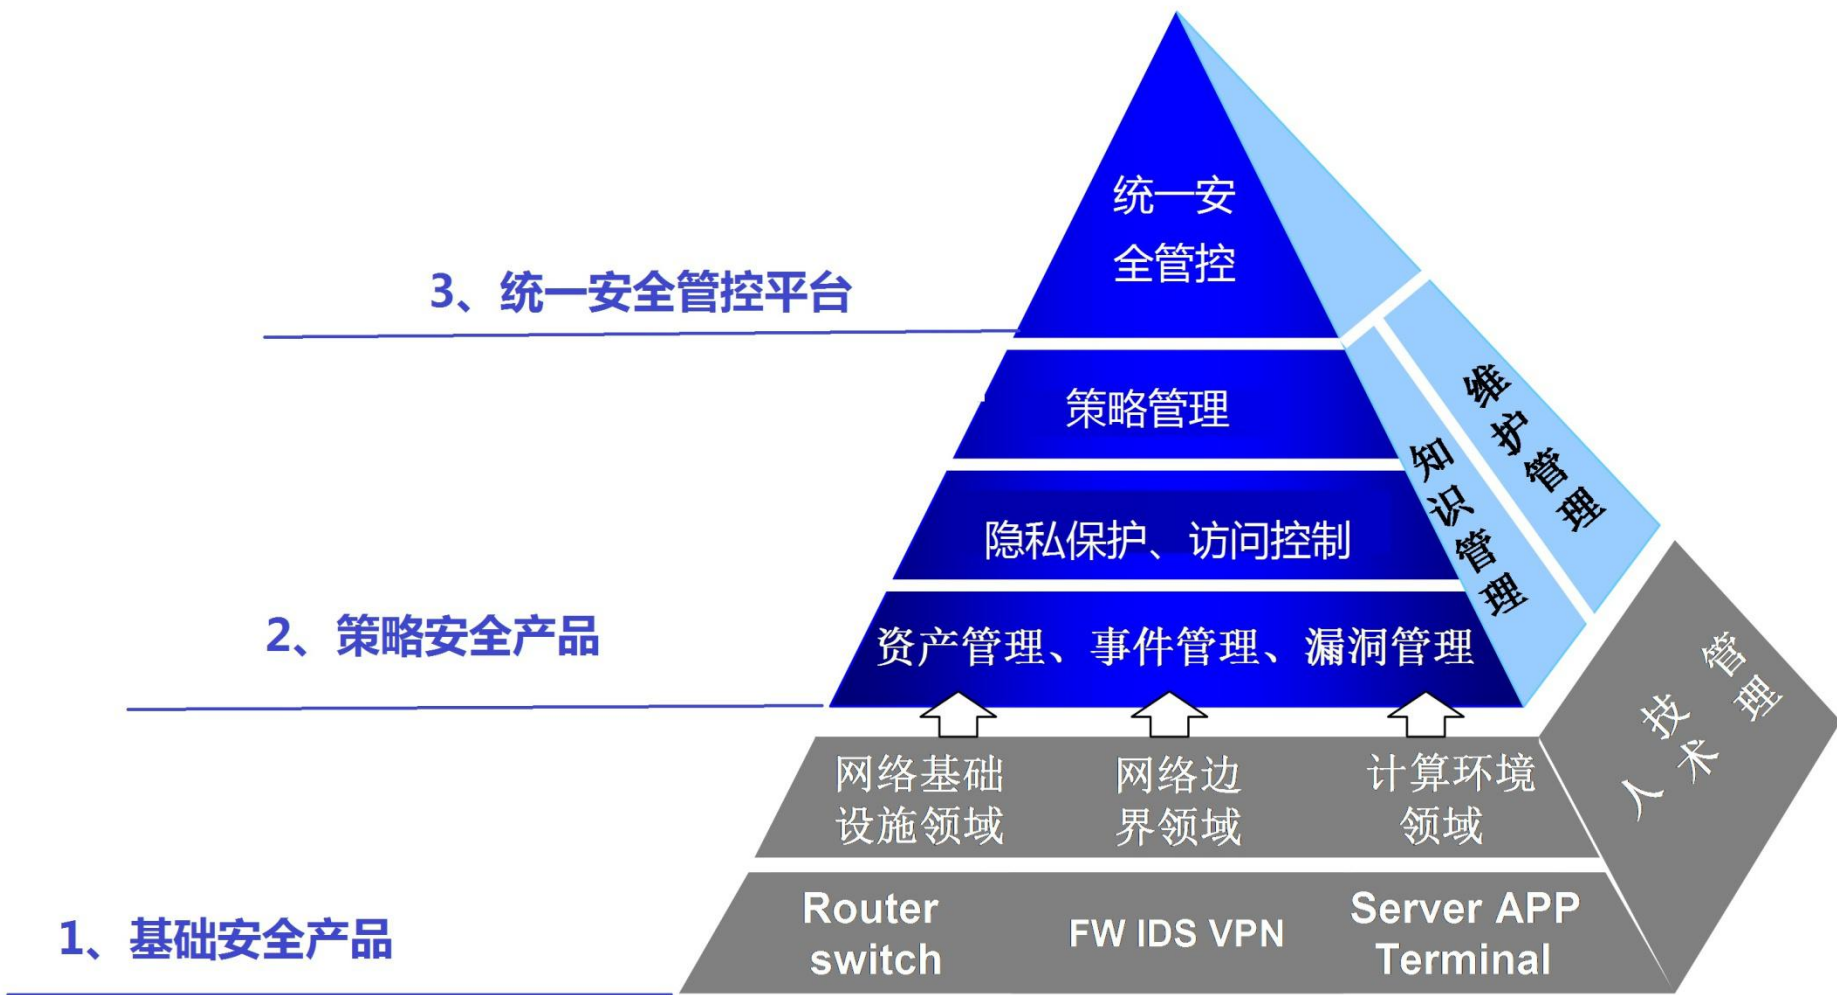 统一安
全管控
3、统一安全管控平台
策略管理
维护管理
知识管理
隐私保护、访问控制
2、策略安全产品
资产管理、事件管理、漏洞管理
管理
技术
人
网络基础
设施领域
网络边
界领域
计算环境
领域
1、基础安全产品
Router
switch
FW IDS VPN
Server APP
Terminal